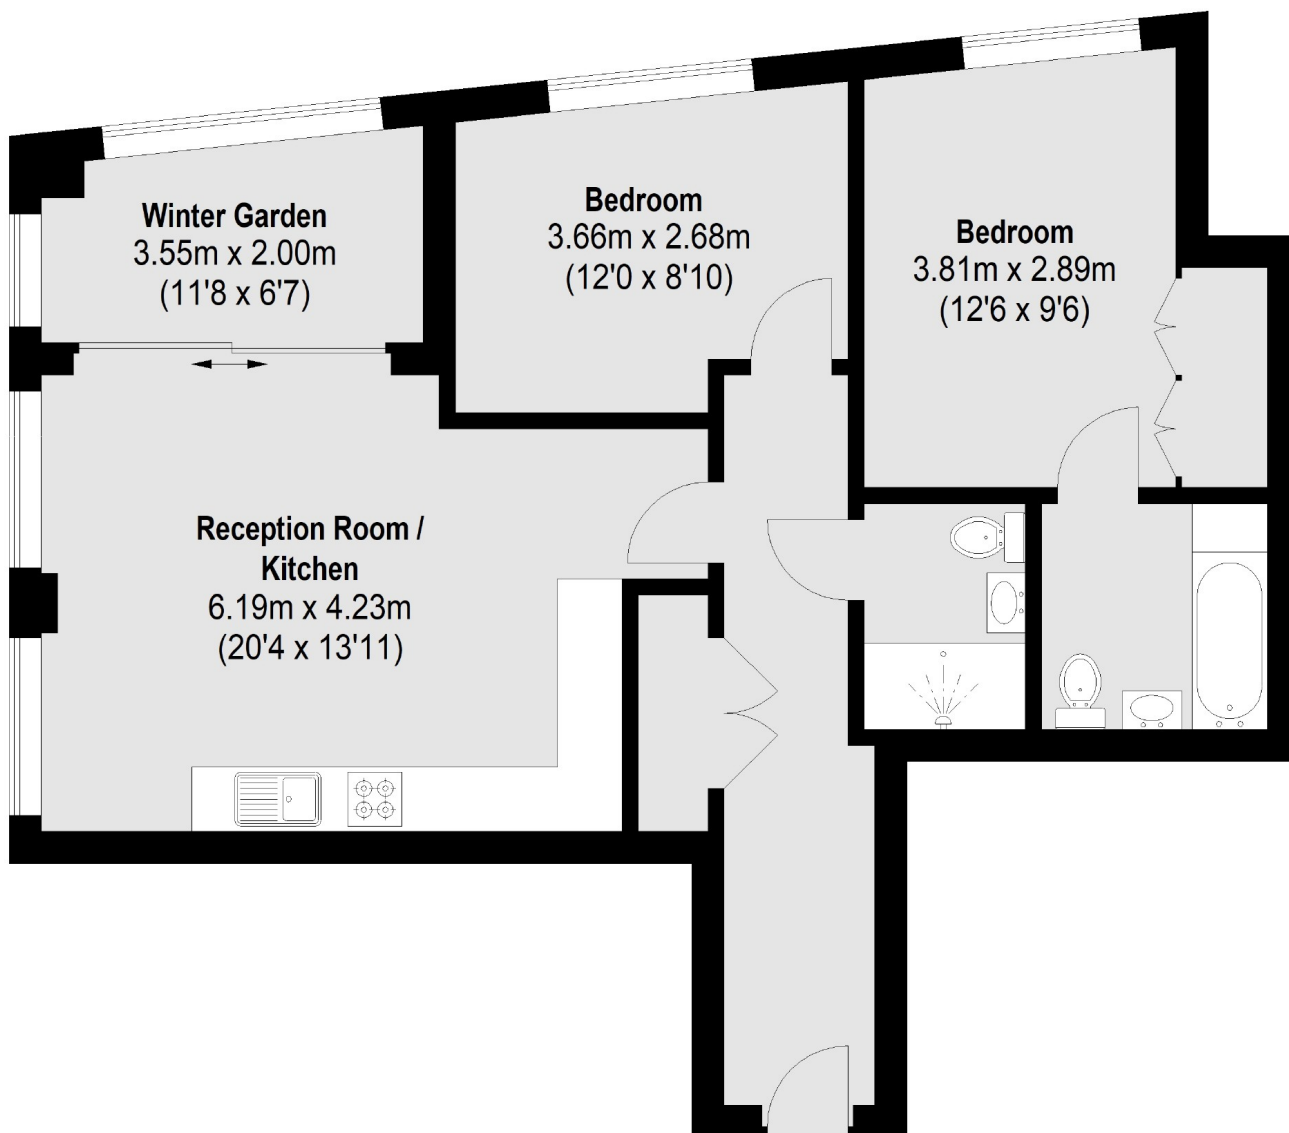 Winter Garden
3.55m x 2.00m
(11'8 x 6'7)
Bedroom
3.66m x 2.68m
(12'0 x 8'10)
Bedroom
3.81m x 2.89m
(12'6 x 9'6)
Reception Room /
Kitchen
6.19m x 4.23m
(20'4 x 13'11)